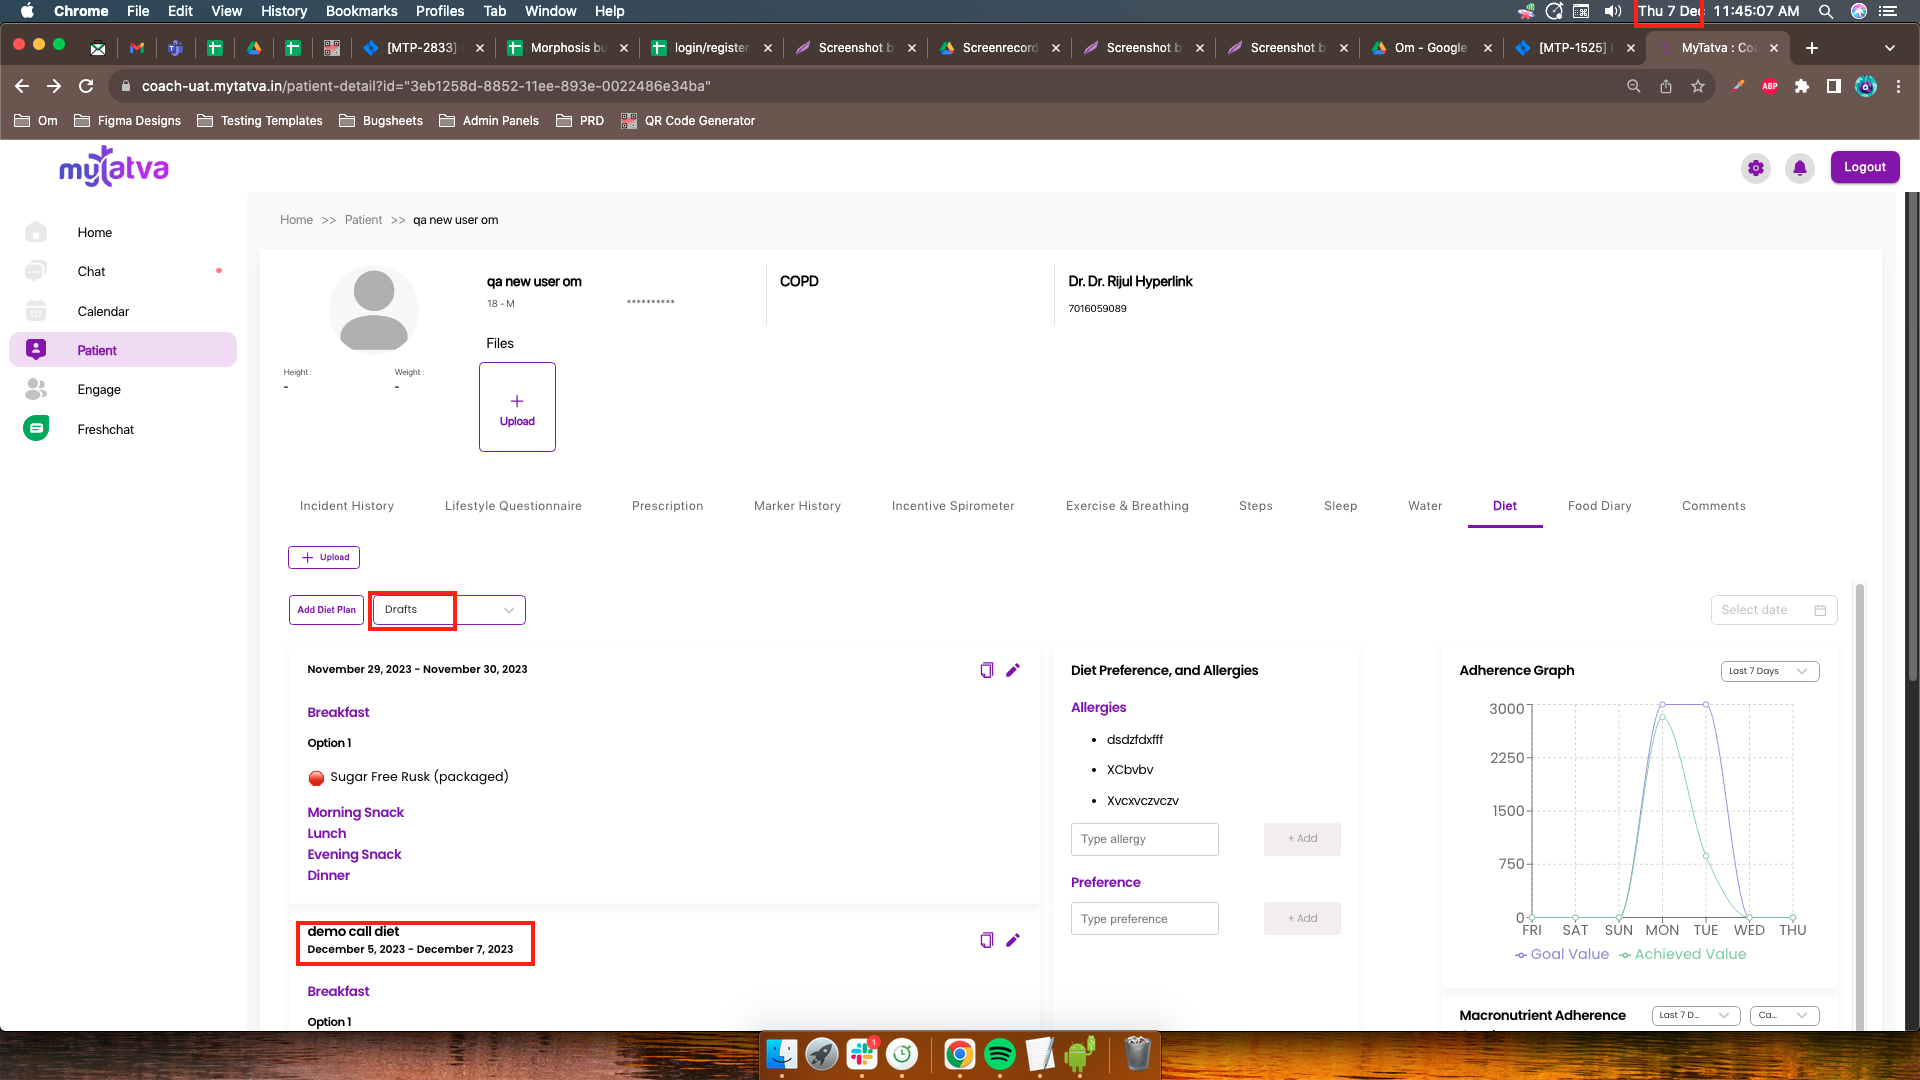 Chrome File Edit View History Bookmarks Profiles Tab Window Help
Thu 7 Dec 11:45:07 AM
[MTP-2833] Morphosis bu login/register Screenshot b Screenrecord Screenshot b Screenshot b Om - Google [MTP-1525] MyTatva : Co
coach-uat.mytatva.in/patient-detail?id="3eb1258d-8852-11ee-893e-0022486e34ba"
ABP
Om Figma Designs Testing Templates Bugsheets Admin Panels PRD QR Code Generator
mytatva
Logout
Home
Chat
Calendar
Patient
Engage
Freshchat
Home >> Patient >> qa new user om
qa new user om
18 - M **********
COPD
Dr. Dr. Rijul Hyperlink
7016059089
Height :
-
Weight :
-
Files
+
Upload
Incident History Lifestyle Questionnaire Prescription Marker History Incentive Spirometer Exercise & Breathing Steps Sleep Water Diet Food Diary Comments
+ Upload
Add Diet Plan Drafts Select date
November 29, 2023 - November 30, 2023
Breakfast
Option 1
Sugar Free Rusk (packaged)
Morning Snack
Lunch
Evening Snack
Dinner
demo call diet
December 5, 2023 - December 7, 2023
Breakfast
Option 1
Diet Preference, and Allergies
Allergies
• dsdzfdxfff
• XCbvbv
• Xvcxvczvczv
Type allergy + Add
Preference
Type preference + Add
Adherence Graph Last 7 Days
3000
2250
1500
750
0
FRI SAT SUN MON TUE WED THU
Goal Value Achieved Value
Macronutrient Adherence Last 7 D... Ca...
1